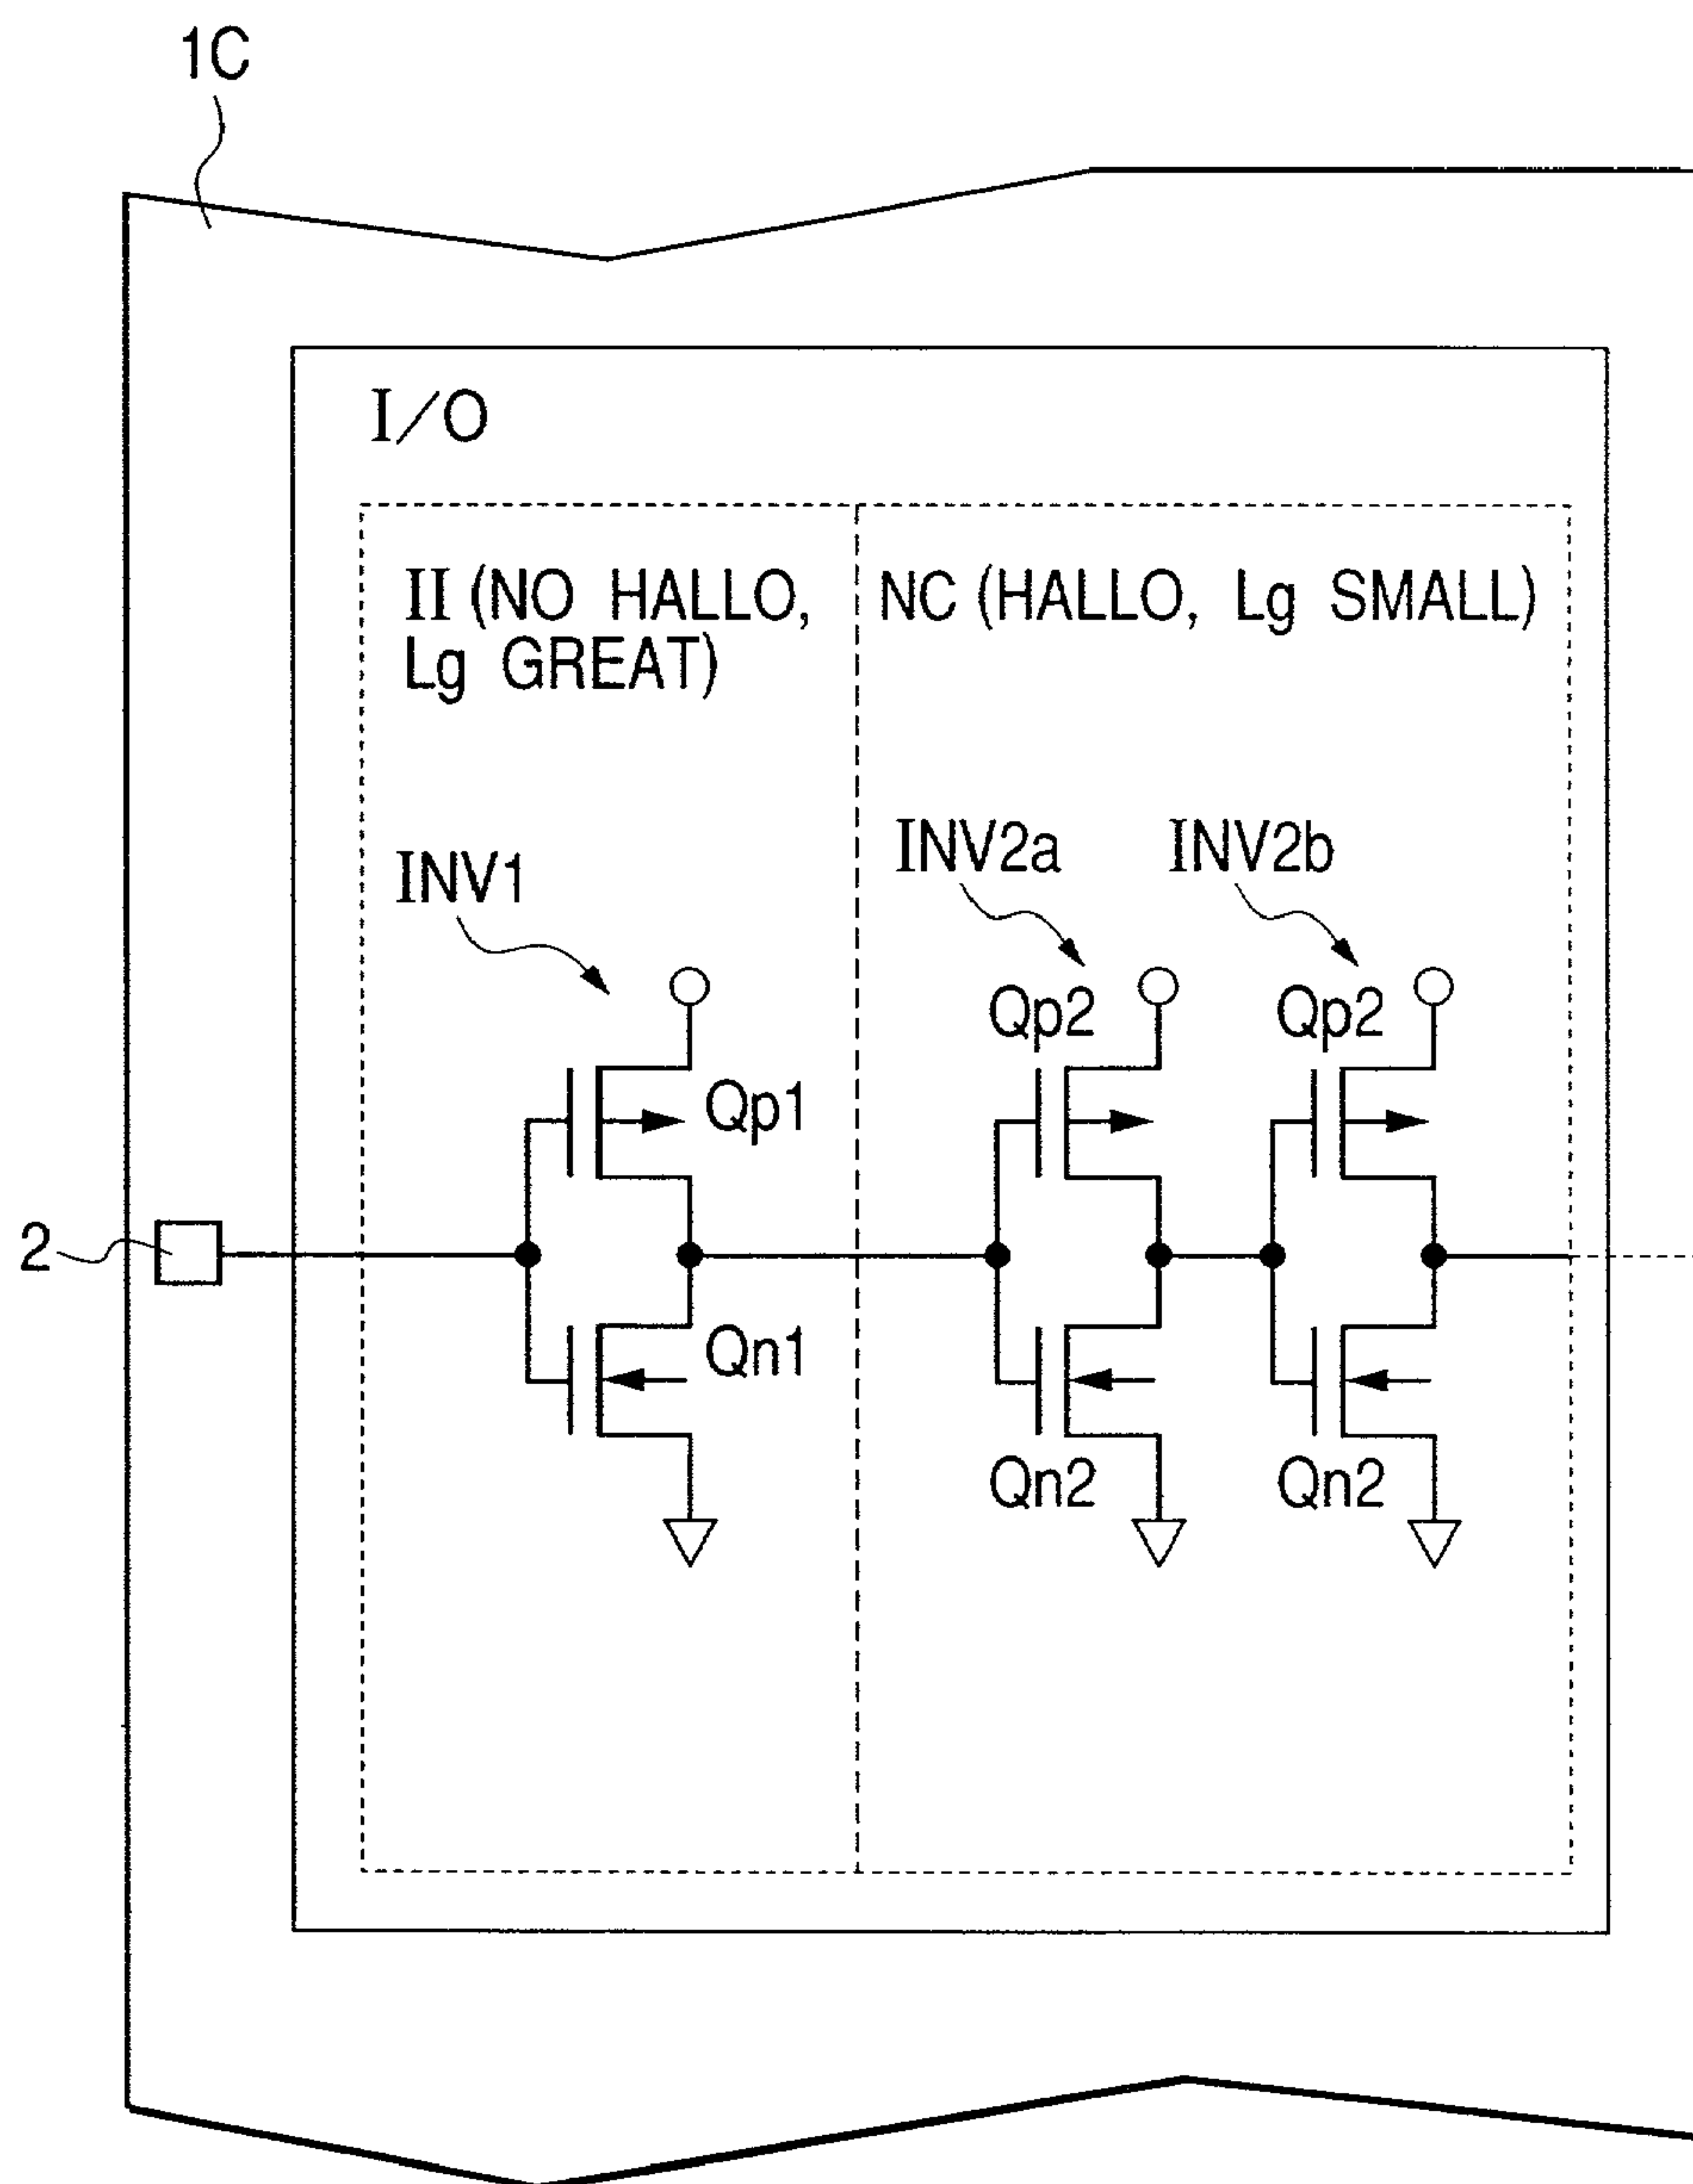 1C
I/O
II (NO HALLO,
Lg GREAT)
NC (HALLO, Lg SMALL)
INV1
INV2a
INV2b
Qp2
Qp2
Qp1
2
Qn1
Qn2
Qn2